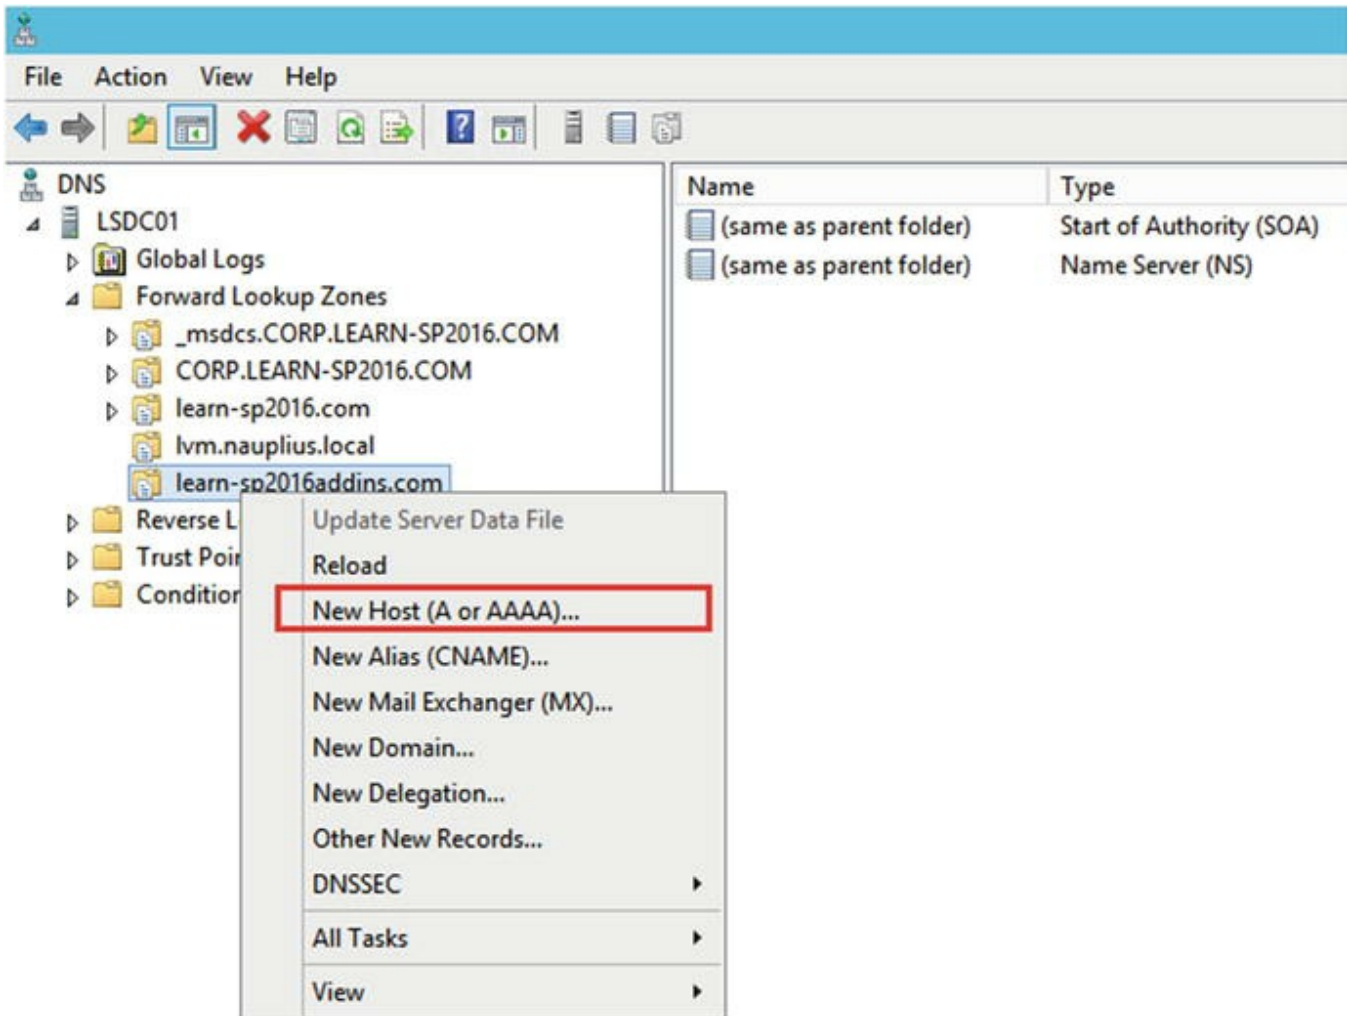 File Action View Help
DNS
LSDC01
Global Logs
Forward Lookup Zones
_msdcs.CORP.LEARN-SP2016.COM
CORP.LEARN-SP2016.COM
learn-sp2016.com
lvm.nauplius.local
learn-sp2016addins.com
Reverse L
Trust Poi
Condition
Name Type
(same as parent folder) Start of Authority (SOA)
(same as parent folder) Name Server (NS)
Update Server Data File
Reload
New Host (A or AAAA)...
New Alias (CNAME)...
New Mail Exchanger (MX)...
New Domain...
New Delegation...
Other New Records...
DNSSEC
All Tasks
View